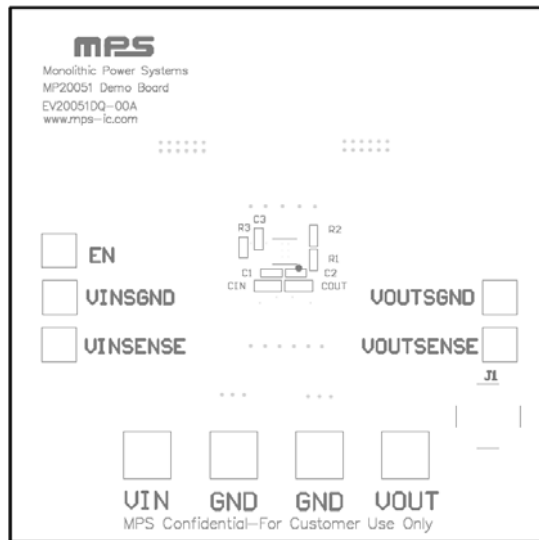 MPS
Monolithic Power Systems
MP20051 Demo Board
EV20051DQ-00A
www.mps-ic.com
C3
R3
R2
R1
C1
C2
CIN
COUT
EN
VINSGND
VOUTSGND
VINSENSE
VOUTSENSE
J1
VIN GND GND VOUT
MPS Confidential-For Customer Use Only